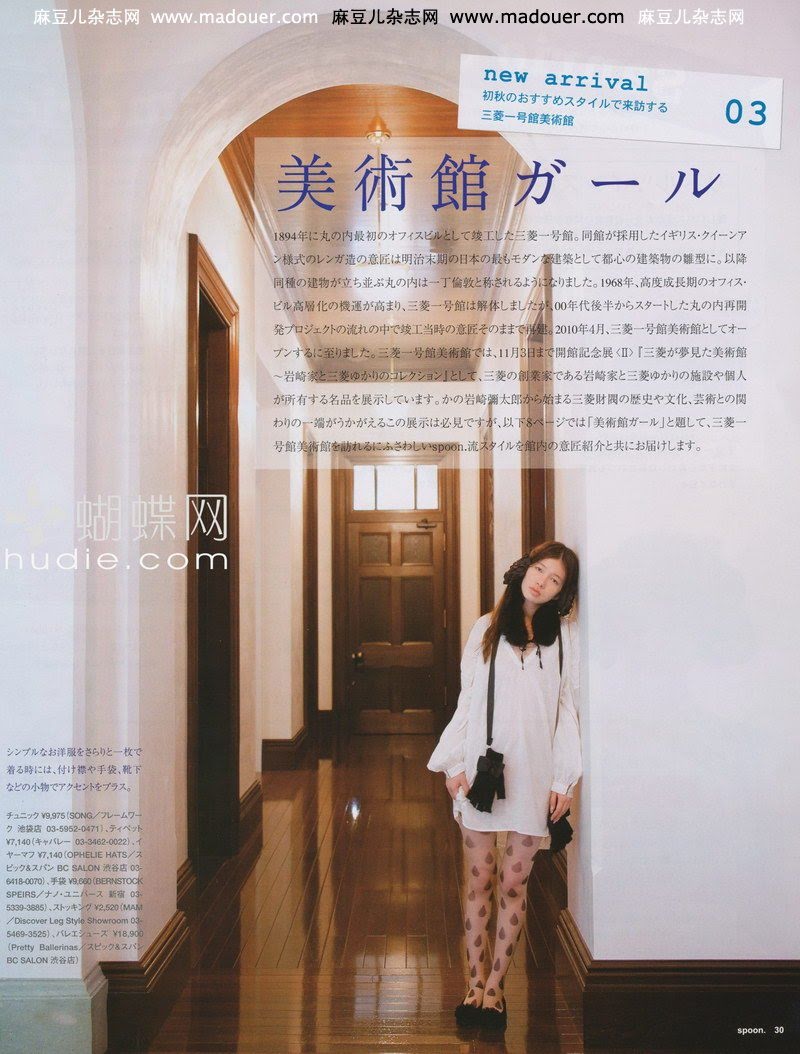 麻豆儿杂志网 www.madouer.com 麻豆儿杂志网 www.madouer.com 麻豆儿杂志网
new arrival
初秋のおすすめスタイルで来訪する
三菱一号館美術館
03
美術館ガール
1894年に丸の内最初のオフィスビルとして竣工した三菱一号館。同館が採用したイギリス・クイーンア
ン様式のレンガ造の意匠は明治末期の日本の最もモダンな建築として都心の建築物の雛型に。以降
同種の建物が立ち並ぶ丸の内は一丁倫敦と称されるようになりました。1968年、高度成長期のオフィス・
ビル高層化の機運が高まり、三菱一号館は解体しましたが、00年代後半からスタートした丸の内再開
発プロジェクトの流れの中で竣工当時の意匠そのままで再建。2010年4月、三菱一号館美術館としてオー
プンするに至りました。三菱一号館美術館では、11月3日まで開館記念展〈II〉『三菱が夢見た美術館
〜岩崎家と三菱ゆかりのコレクション』として、三菱の創業家である岩崎家と三菱ゆかりの施設や個人
が所有する名品を展示しています。かの岩崎彌太郎から始まる三菱財閥の歴史や文化、芸術との関
わりの一端がうかがえるこの展示は必見ですが、以下8ページでは「美術館ガール」と題して、三菱一
号館美術館を訪れるにふさわしいspoon.流スタイルを館内の意匠紹介と共にお届けします。
蝴蝶网
hudie.com
シンプルなお洋服をさらりと一枚で
着る時には、付け襟や手袋、靴下
などの小物でアクセントをプラス。
チュニック ¥9,975(SONG/フレームワー
ク 池袋店 03-5952-0471)、ティペット
¥7,140(キャバレー 03-3462-0022)、イ
ヤーマフ ¥7,140(OPHELIE HATS/ス
ピック&スパン BC SALON 渋谷店 03-
6418-0070)、手袋 ¥9,660(BERNSTOCK
SPEIRS/ナノ・ユニバース 新宿 03-
5339-3885)、ストッキング ¥2,520(MAM
/Discover Leg Style Showroom 03-
5469-3525)、バレエシューズ ¥18,900
(Pretty Ballerinas/スピック&スパン
BC SALON 渋谷店)
spoon. 30